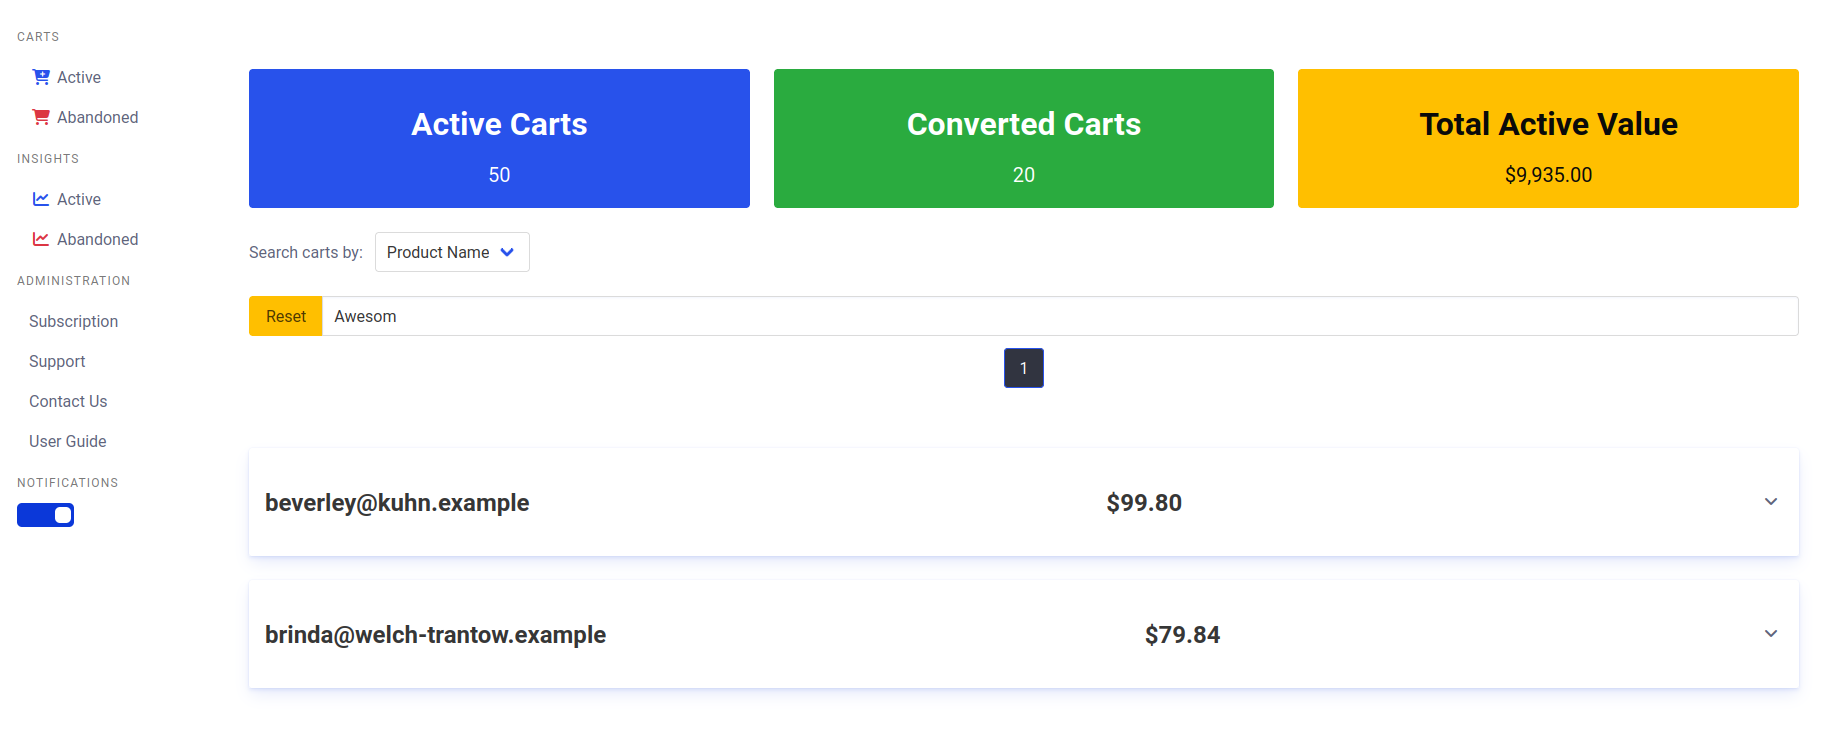 CARTS
Active
Abandoned
INSIGHTS
Active
Abandoned
ADMINISTRATION
Subscription
Support
Contact Us
User Guide
NOTIFICATIONS
Active Carts
50
Converted Carts
20
Total Active Value
$9,935.00
Search carts by: Product Name
Reset Awesom
1
beverley@kuhn.example $99.80
brinda@welch-trantow.example $79.84